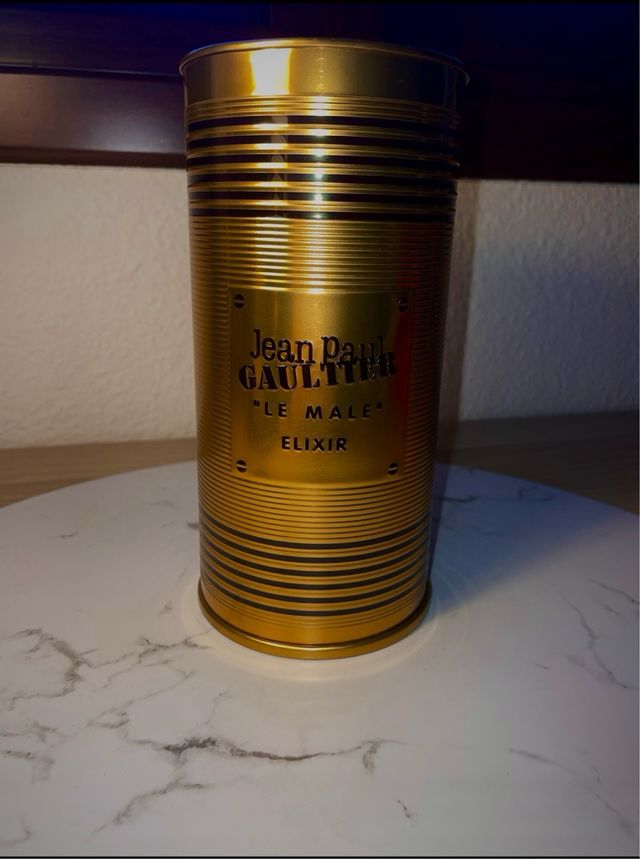 Jean Paul
GAULTIER
"LE MALE"
ELIXIR